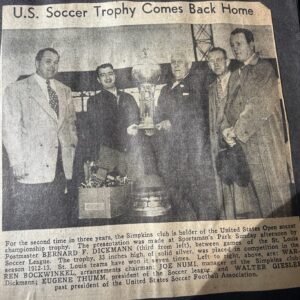 U.S. Soccer Trophy Comes Back Home
For the second time in three years, the Simpkins club is holder of the United States Open soccer
championship trophy. The presentation was made at Sportsman's Park Sunday afternoon by
Postmaster BERNARD F. DICKMANN (third from left), between games of the St. Louis
Soccer League. The trophy, 33 inches high, of solid silver, was placed in competition in the
season 1912-13. St. Louis teams have won it seven times. Left to right, above, are: WAR-
REN BOCKWINKEL, arrangements chairman; JOE NUMI, manager of the Simpkins club;
Dickmann; EUGENE THUMM, president of the Soccer league, and WALTER GIESLER,
past president of the United States Soccer Football Association.